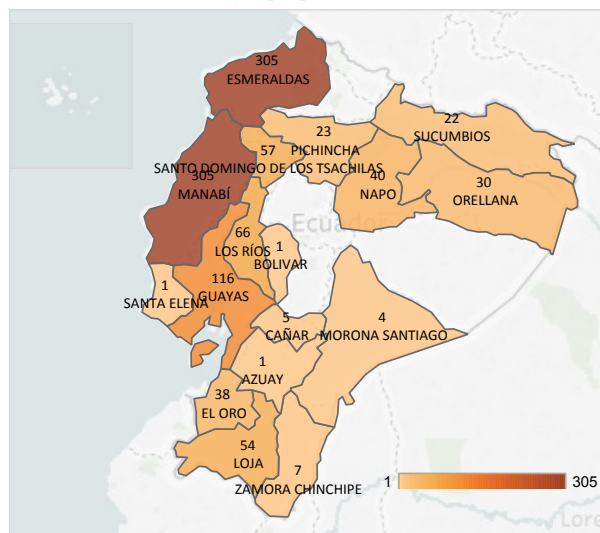 305
ESMERALDAS
22
SUCUMBIOS
23
PICHINCHA
57
SANTO DOMINGO DE LOS TSACHILAS
305
MANABÍ
40
NAPO
30
ORELLANA
Ecuador
66
LOS RÍOS
1
BOLIVAR
116
GUAYAS
1
SANTA ELENA
5
CAÑAR
4
MORONA SANTIAGO
1
AZUAY
38
EL ORO
54
LOJA
7
ZAMORA CHINCHIPE
1
305
Lore